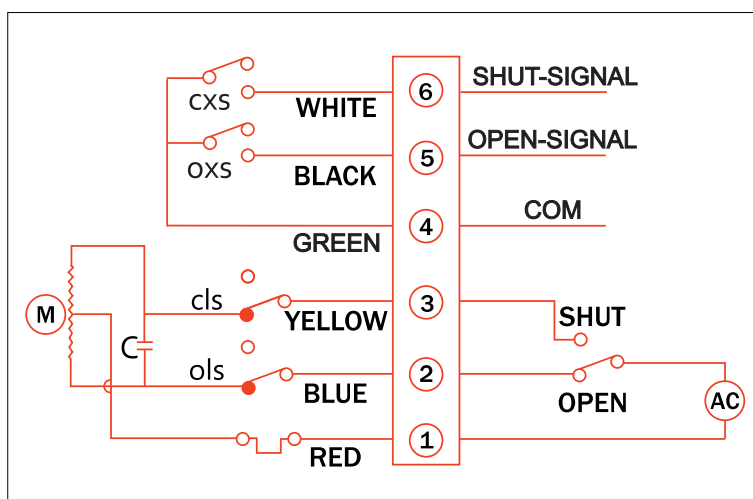 SHUT-SIGNAL
6
cxs
WHITE
OPEN-SIGNAL
5
oxs
BLACK
COM
4
GREEN
cls
3
M
YELLOW
SHUT
C
ols
2
BLUE
OPEN
AC
1
RED